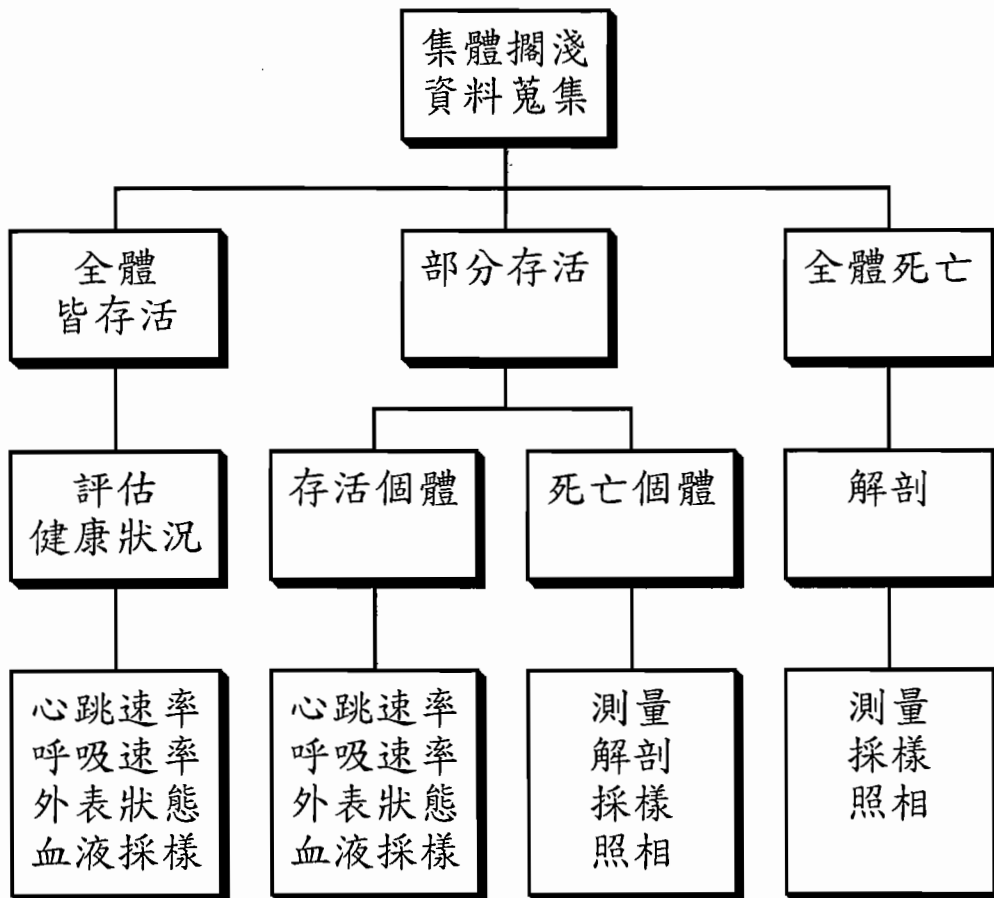 集體擱淺
資料蒐集
全體
皆存活
部分存活
全體死亡
評估
健康狀況
存活個體
死亡個體
解剖
心跳速率
呼吸速率
外表狀態
血液採樣
心跳速率
呼吸速率
外表狀態
血液採樣
測量
解剖
採樣
照相
測量
採樣
照相